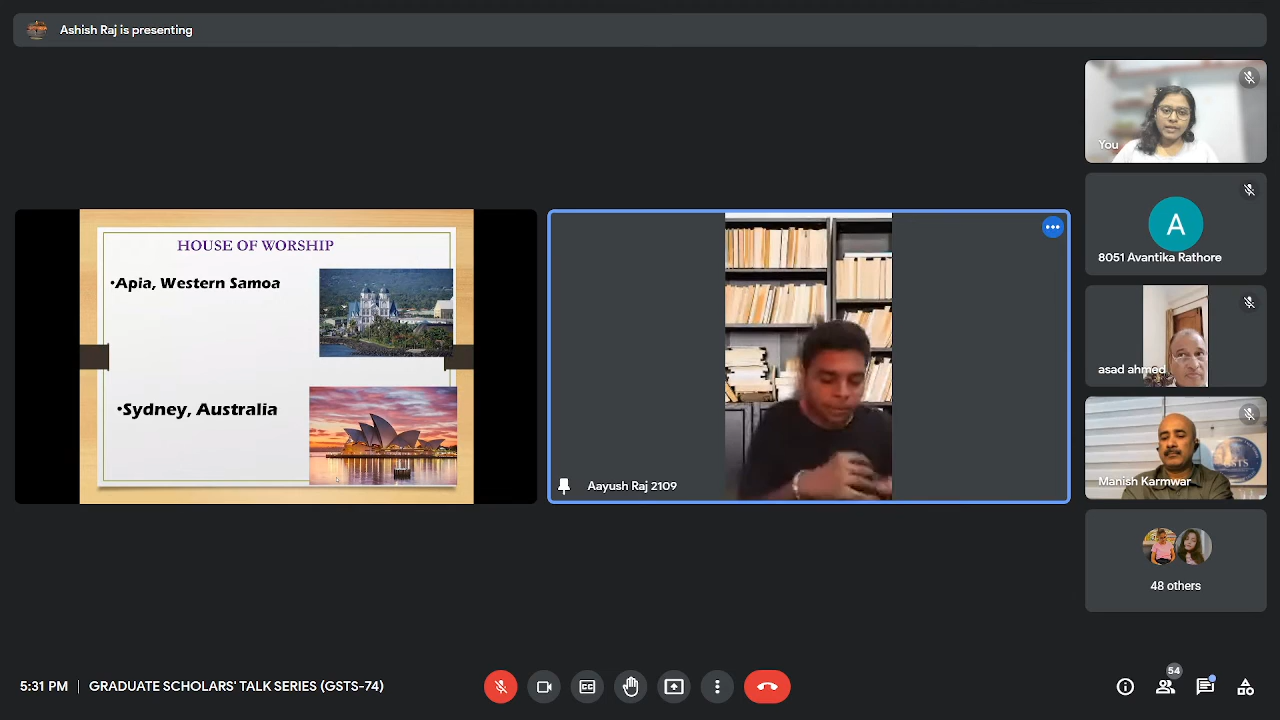 Ashish Raj is presenting
HOUSE OF WORSHIP
•Apia, Western Samoa
•Sydney, Australia
Aayush Raj 2109
You
A
8051 Avantika Rathore
asad ahmed
Manish Karmwar
48 others
5:31 PM | GRADUATE SCHOLARS' TALK SERIES (GSTS-74)
54